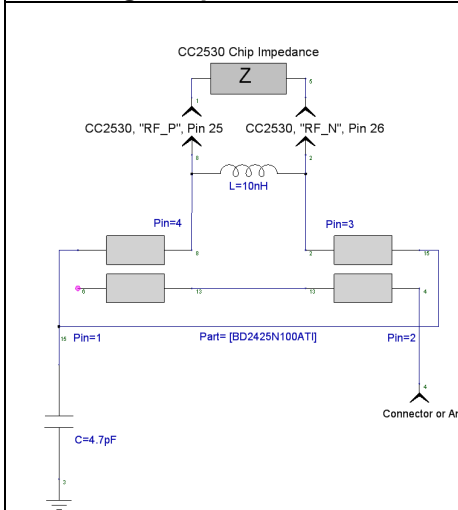 CC2530 Chip Impedance
Z
1
5
CC2530, "RF_P", Pin 25 CC2530, "RF_N", Pin 26
8
2
L=10nH
Pin=4
Pin=3
8
2
15
6
13
13
4
15
Pin=1
Part= [BD2425N100ATI]
Pin=2
4
Connector or An
C=4.7pF
3